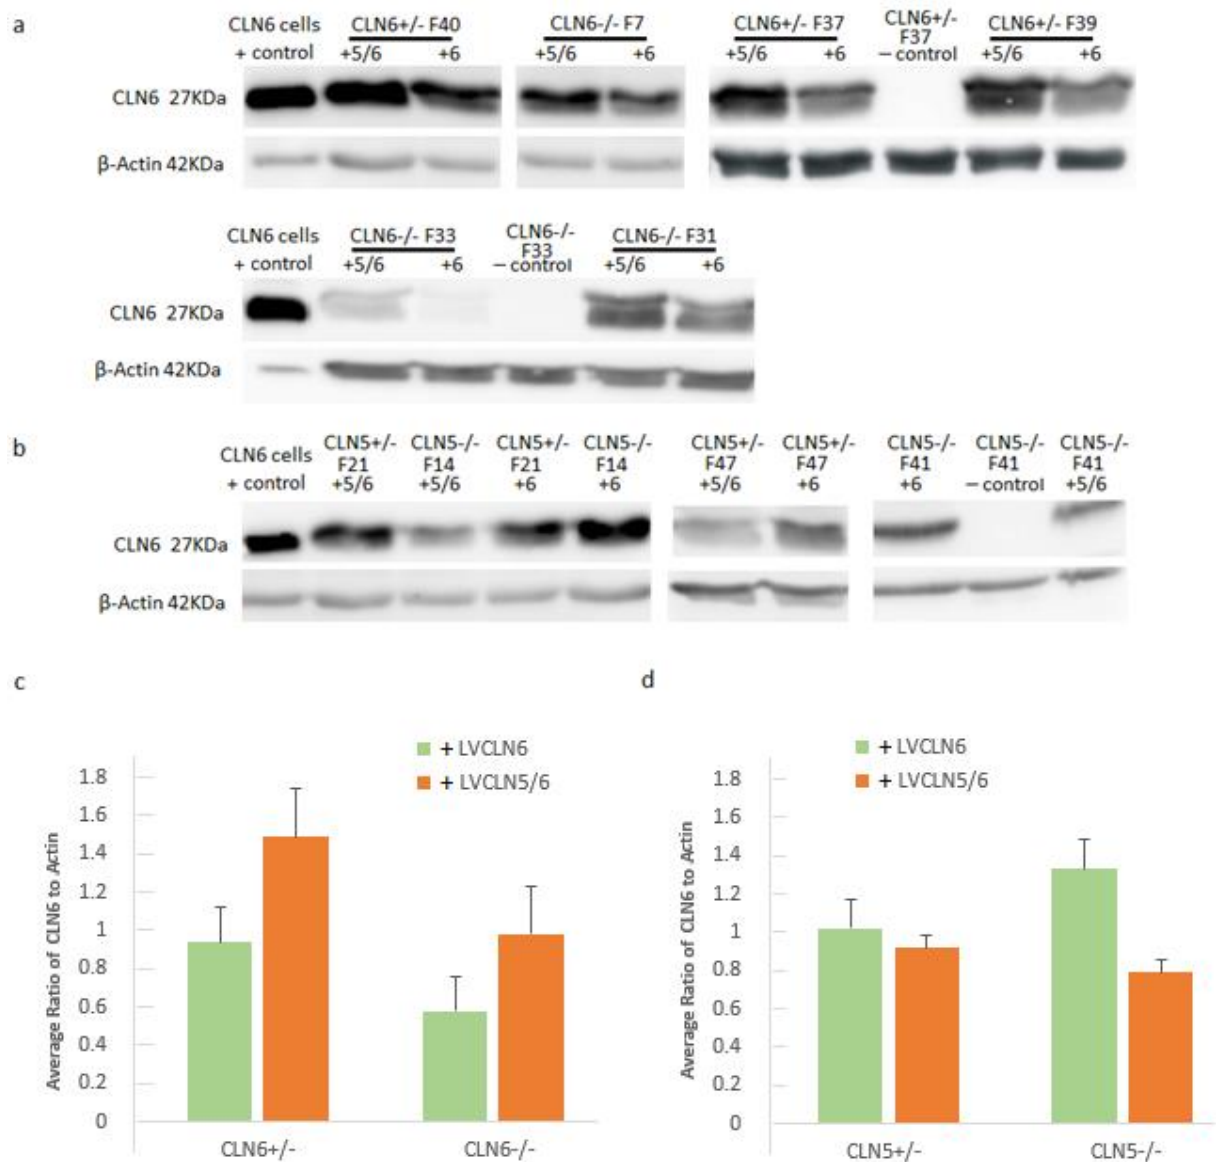 a
CLN6 cells CLN6+/- F40 CLN6-/- F7 CLN6+/- F37 CLN6+/- F37 CLN6+/- F39
+ control +5/6 +6 +5/6 +6 +5/6 +6 – control +5/6 +6
CLN6 27KDa
β-Actin 42KDa
CLN6 cells CLN6-/- F33 CLN6-/- F33 CLN6-/- F31
+ control +5/6 +6 – control +5/6 +6
CLN6 27KDa
β-Actin 42KDa
b
CLN6 cells CLN5+/- CLN5-/- CLN5+/- CLN5-/- CLN5+/- CLN5+/- CLN5-/- CLN5-/- CLN5-/-
F21 F14 F21 F14 F47 F47 F41 F41 F41
+ control +5/6 +5/6 +6 +6 +5/6 +6 +6 – control +5/6
CLN6 27KDa
β-Actin 42KDa
c
+ LVCLN6
+ LVCLN5/6
Average Ratio of CLN6 to Actin
1.8
1.6
1.4
1.2
1
0.8
0.6
0.4
0.2
0
CLN6+/- CLN6-/-
d
+ LVCLN6
+ LVCLN5/6
Average Ratio of CLN6 to Actin
1.8
1.6
1.4
1.2
1
0.8
0.6
0.4
0.2
0
CLN5+/- CLN5-/-